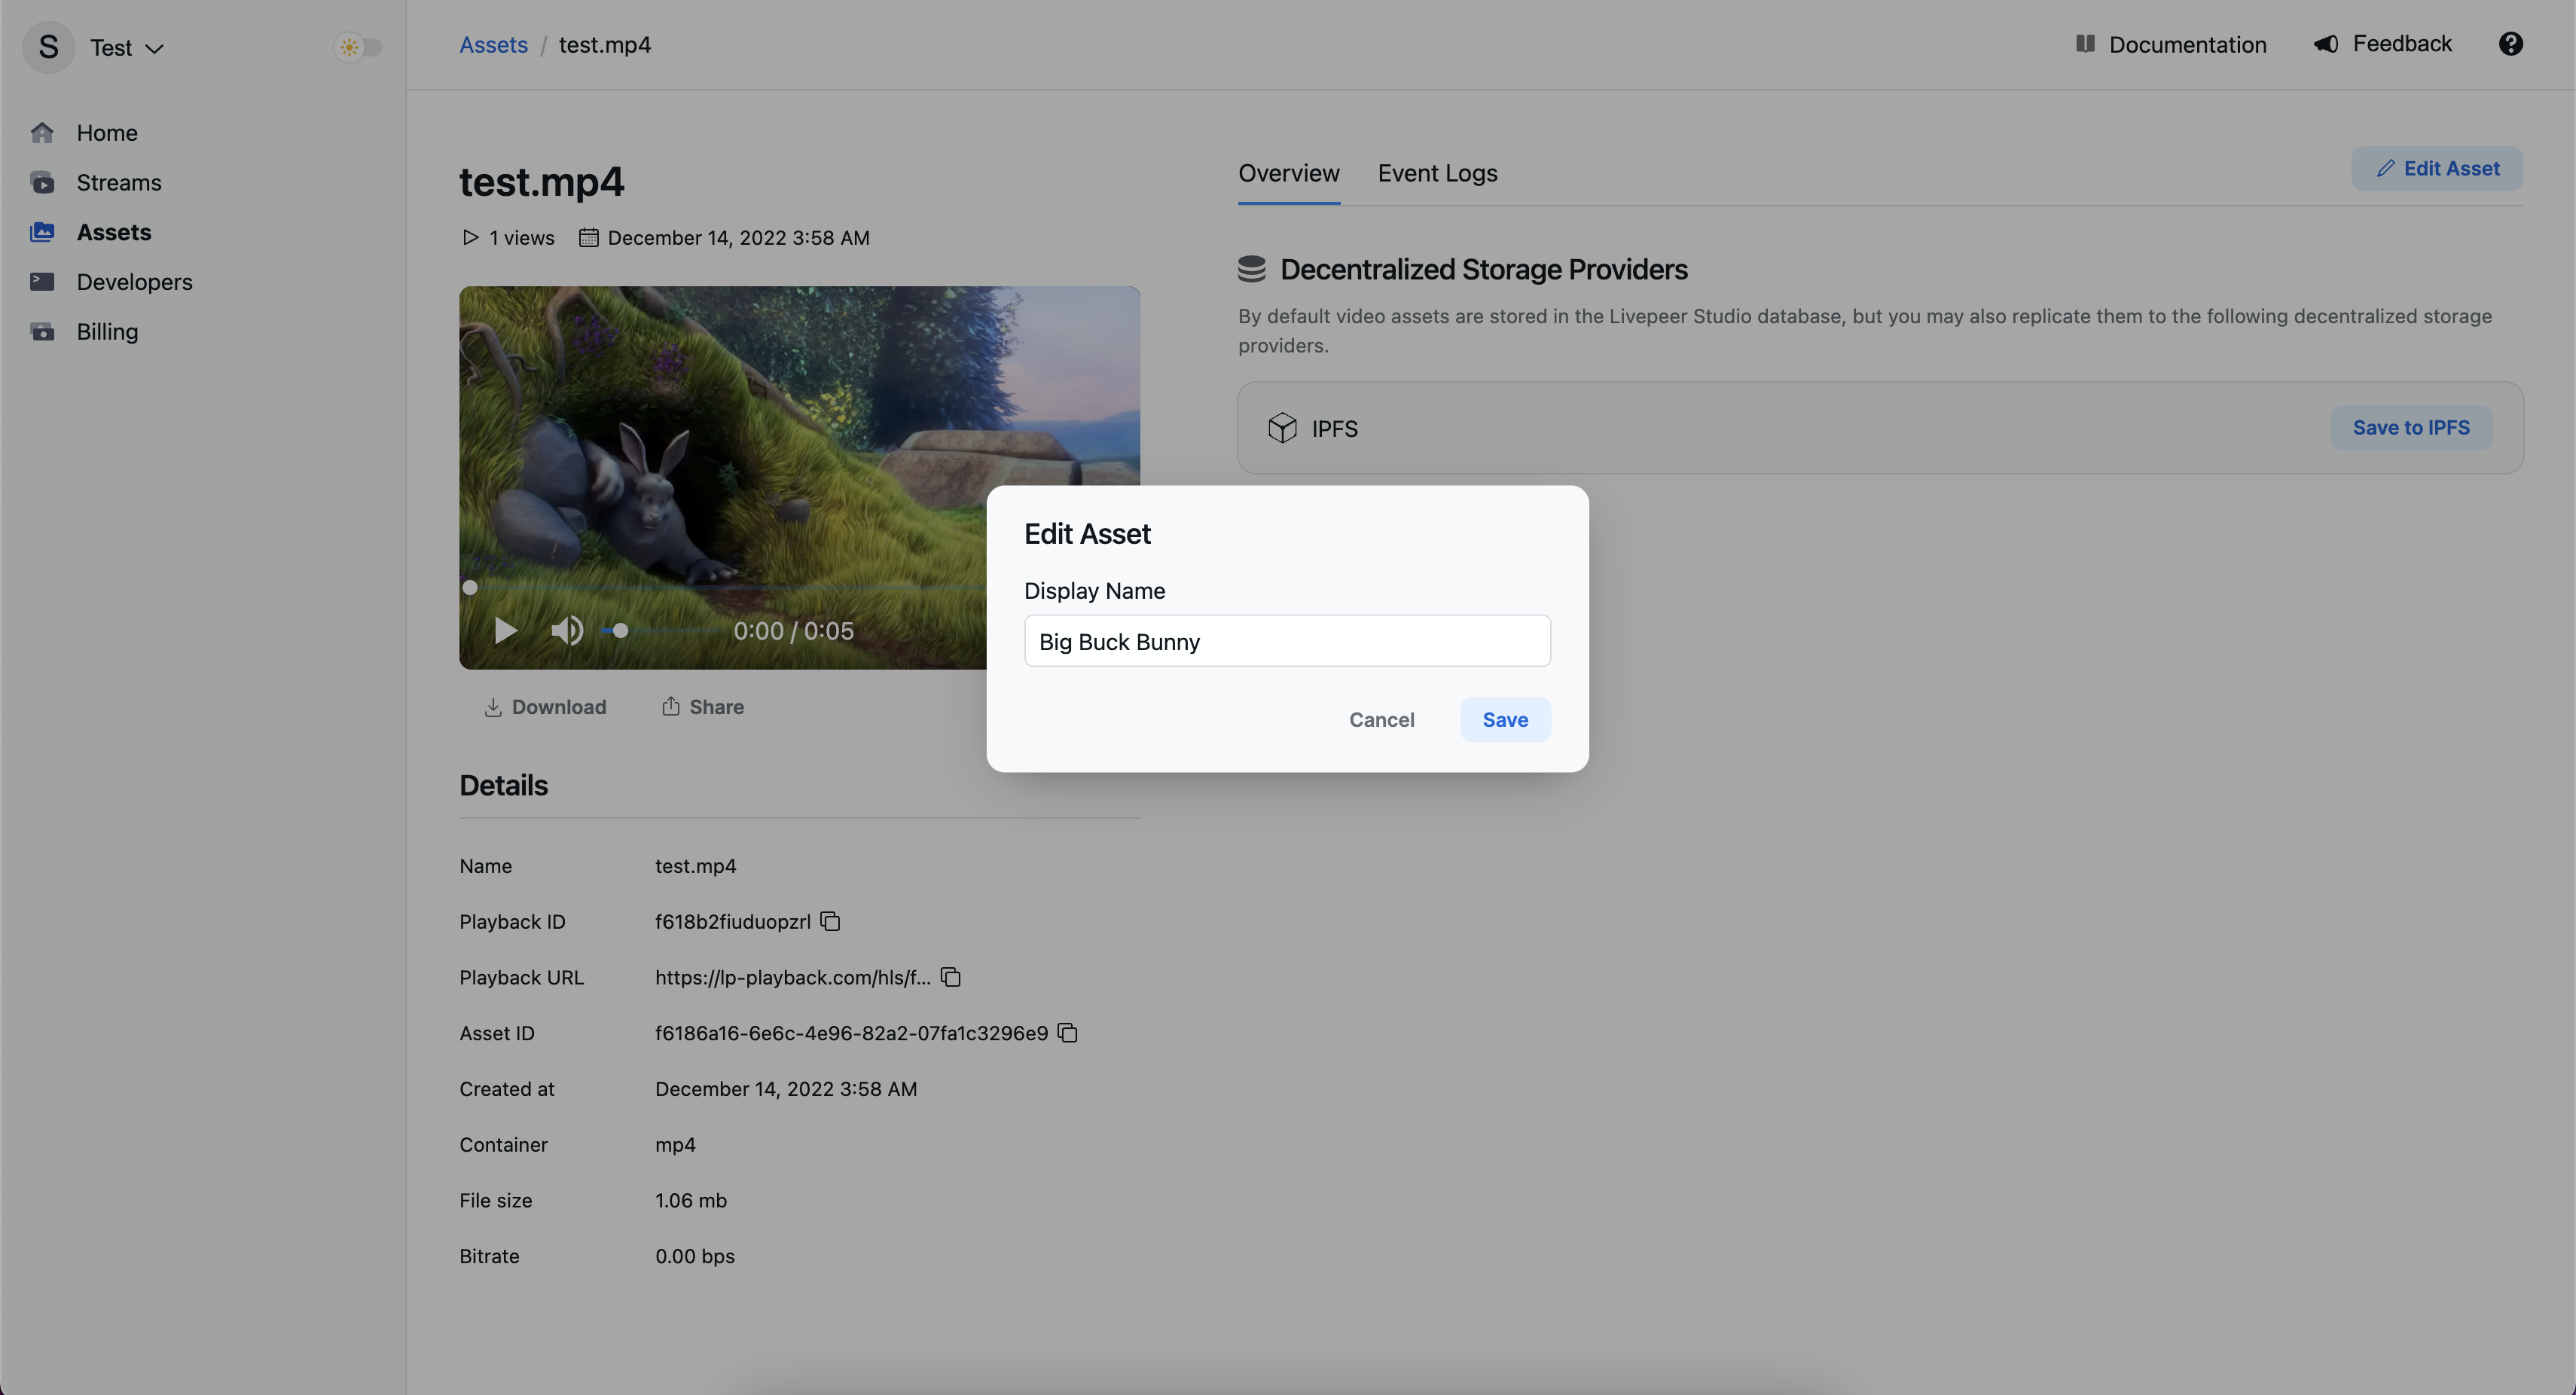 S
Test
Home
Streams
Assets
Developers
Billing
Assets / test.mp4
Documentation
Feedback
?
test.mp4
1 views December 14, 2022 3:58 AM
0:00 / 0:05
Download Share
Details
Name test.mp4
Playback ID f618b2fiuduopzrl
Playback URL https://lp-playback.com/hls/f...
Asset ID f6186a16-6e6c-4e96-82a2-07fa1c3296e9
Created at December 14, 2022 3:58 AM
Container mp4
File size 1.06 mb
Bitrate 0.00 bps
Overview Event Logs
Edit Asset
Decentralized Storage Providers
By default video assets are stored in the Livepeer Studio database, but you may also replicate them to the following decentralized storage
providers.
IPFS
Save to IPFS
Edit Asset
Display Name
Big Buck Bunny
Cancel Save